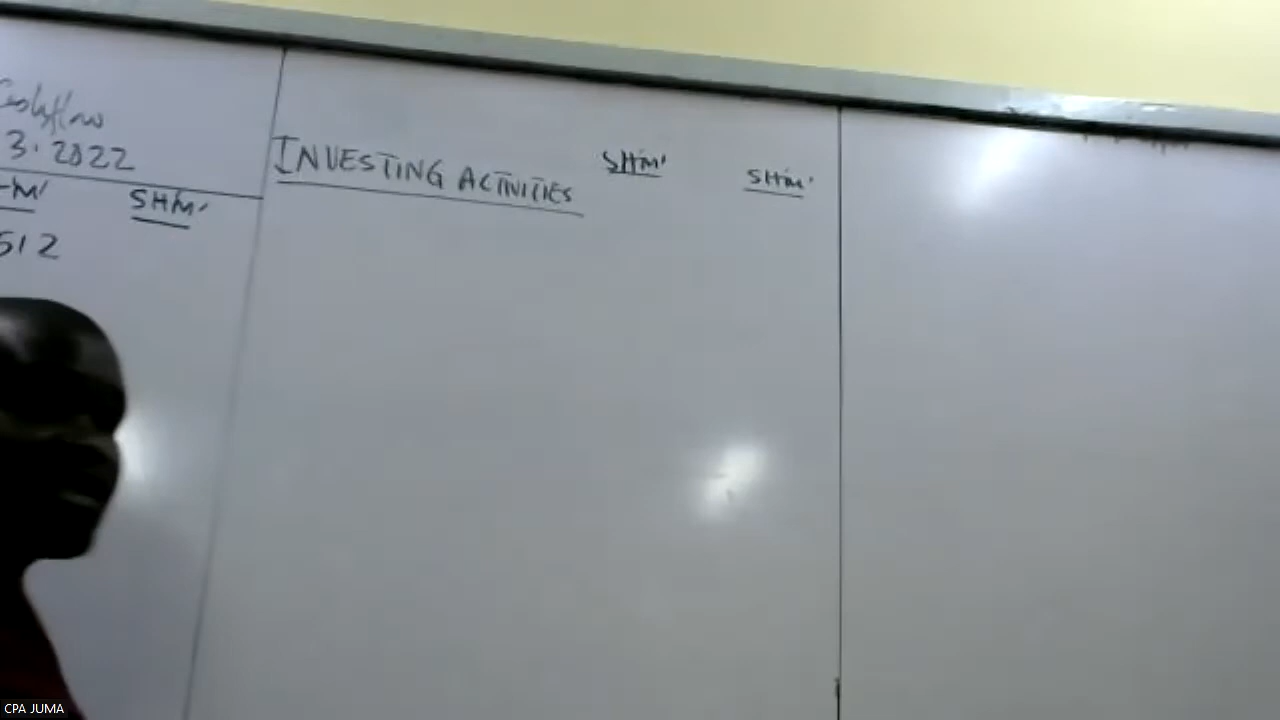 Cashflow
3.2022
-M' SHM'
512
INVESTING ACTIVITIES SHM' SHM'
CPA JUMA